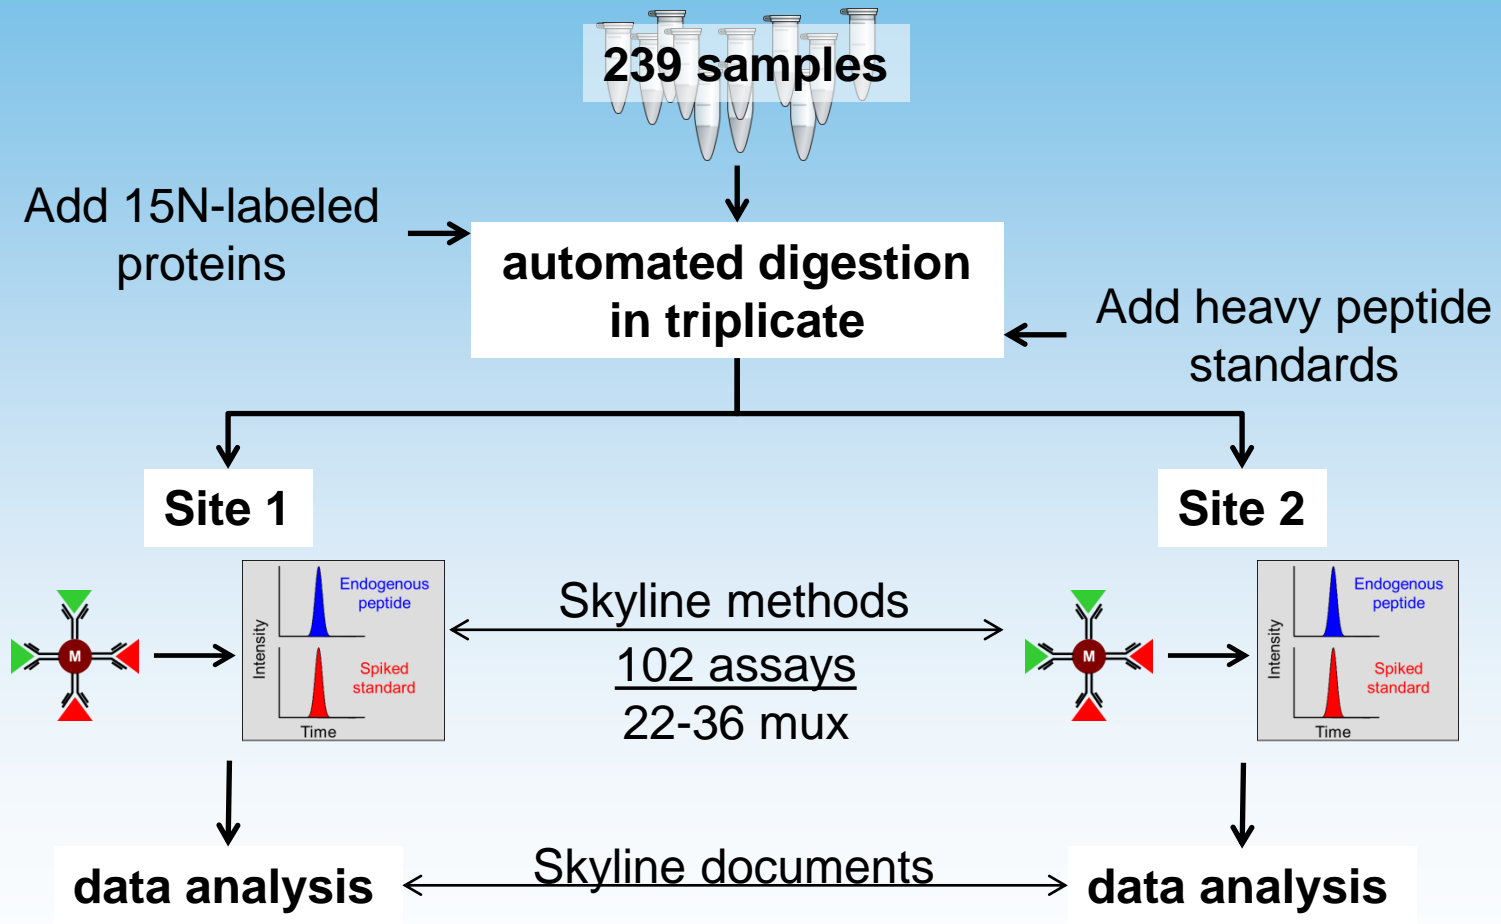 239 samples
Add 15N-labeled
proteins
automated digestion
in triplicate
Add heavy peptide
standards
Site 1
Site 2
M
Intensity
Endogenous
peptide
Spiked
standard
Time
Skyline methods
102 assays
22-36 mux
M
Intensity
Endogenous
peptide
Spiked
standard
Time
data analysis
Skyline documents
data analysis